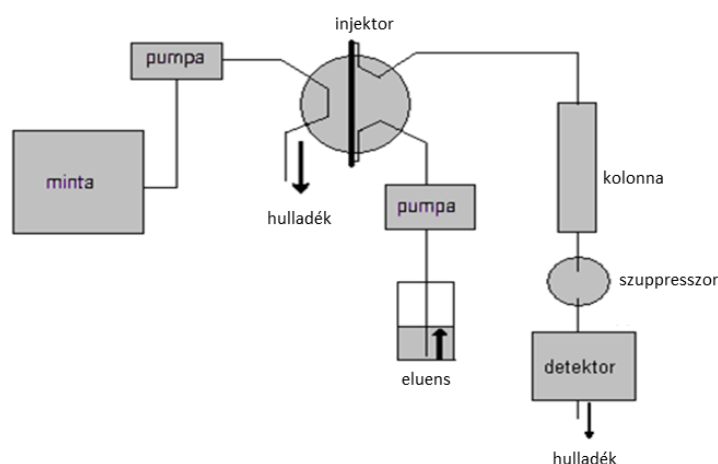 injektor
pumpa
minta
hulladék
pumpa
kolonna
szuppresszor
eluens
detektor
hulladék